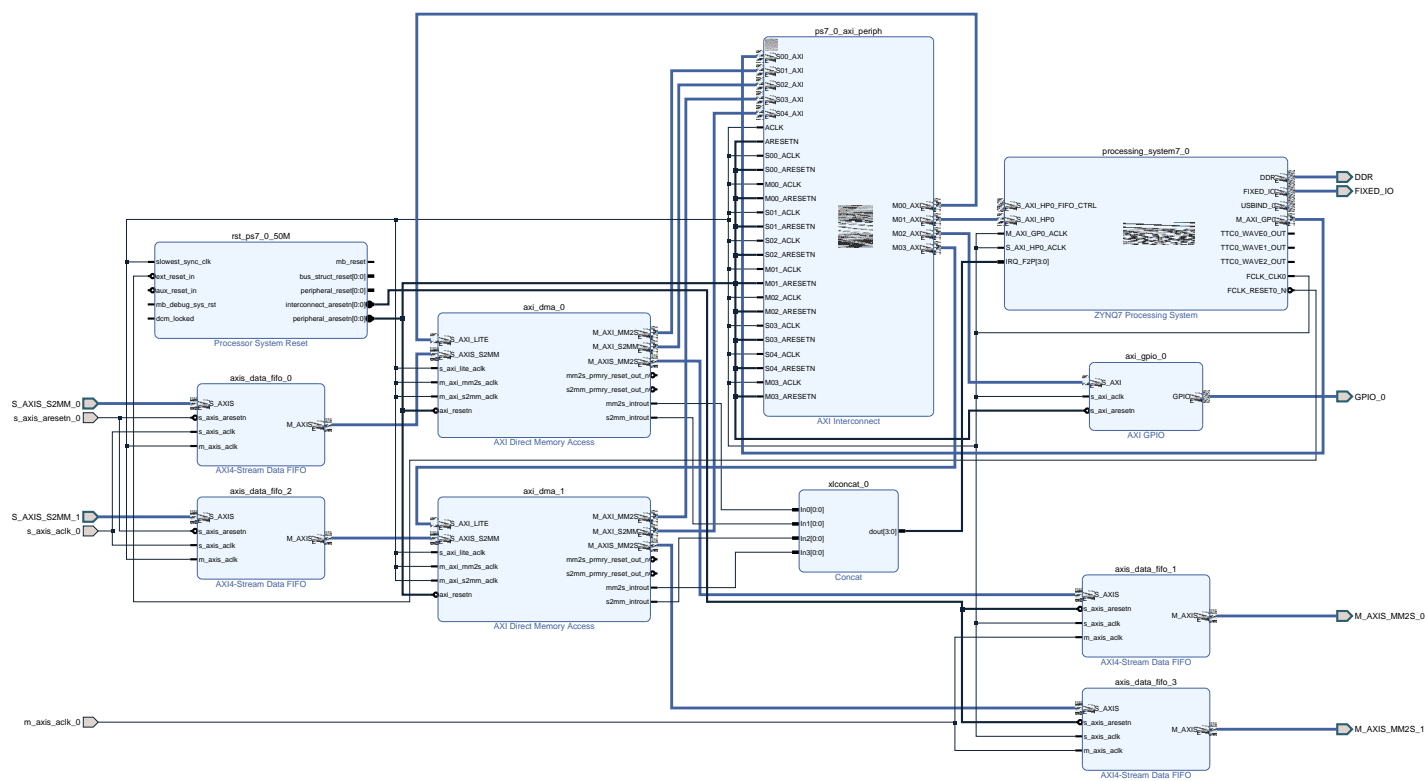 ps7_0_axi_periph
S00_AXI
S01_AXI
S02_AXI
S03_AXI
S04_AXI
ACLK
ARESETN
S00_ACLK
S00_ARESETN
M00_ACLK
M00_ARESETN
S01_ACLK
S01_ARESETN
S02_ACLK
S02_ARESETN
M01_ACLK
M01_ARESETN
M02_ACLK
M02_ARESETN
S03_ACLK
S03_ARESETN
S04_ACLK
S04_ARESETN
M03_ACLK
M03_ARESETN
M00_AXI
M01_AXI
M02_AXI
M03_AXI
AXI Interconnect
processing_system7_0
S_AXI_HP0_FIFO_CTRL
S_AXI_HP0
M_AXI_GP0_ACLK
S_AXI_HP0_ACLK
IRQ_F2P[3:0]
DDR
FIXED_IO
USBIND_0
M_AXI_GP0
TTC0_WAVE0_OUT
TTC0_WAVE1_OUT
TTC0_WAVE2_OUT
FCLK_CLK0
FCLK_RESET0_N
ZYNQ7 Processing System
DDR
FIXED_IO
rst_ps7_0_50M
slowest_sync_clk
ext_reset_in
aux_reset_in
mb_debug_sys_rst
dcm_locked
mb_reset
bus_struct_reset[0:0]
peripheral_reset[0:0]
interconnect_aresetn[0:0]
peripheral_aresetn[0:0]
Processor System Reset
axi_dma_0
S_AXI_LITE
S_AXIS_S2MM
s_axi_lite_aclk
m_axi_mm2s_aclk
m_axi_s2mm_aclk
axi_resetn
M_AXI_MM2S
M_AXI_S2MM
M_AXIS_MM2S
mm2s_prmry_reset_out_n
s2mm_prmry_reset_out_n
mm2s_introut
s2mm_introut
AXI Direct Memory Access
axi_gpio_0
S_AXI
s_axi_aclk
s_axi_aresetn
GPIO
AXI GPIO
GPIO_0
S_AXIS_S2MM_0
s_axis_aresetn_0
axis_data_fifo_0
S_AXIS
s_axis_aresetn
s_axis_aclk
m_axis_aclk
M_AXIS
AXI4-Stream Data FIFO
S_AXIS_S2MM_1
s_axis_aclk_0
axis_data_fifo_2
S_AXIS
s_axis_aresetn
s_axis_aclk
m_axis_aclk
M_AXIS
AXI4-Stream Data FIFO
axi_dma_1
S_AXI_LITE
S_AXIS_S2MM
s_axi_lite_aclk
m_axi_mm2s_aclk
m_axi_s2mm_aclk
axi_resetn
M_AXI_MM2S
M_AXI_S2MM
M_AXIS_MM2S
mm2s_prmry_reset_out_n
s2mm_prmry_reset_out_n
mm2s_introut
s2mm_introut
AXI Direct Memory Access
xlconcat_0
In0[0:0]
In1[0:0]
In2[0:0]
In3[0:0]
dout[3:0]
Concat
axis_data_fifo_1
S_AXIS
s_axis_aresetn
s_axis_aclk
m_axis_aclk
M_AXIS
AXI4-Stream Data FIFO
M_AXIS_MM2S_0
m_axis_aclk_0
axis_data_fifo_3
S_AXIS
s_axis_aresetn
s_axis_aclk
m_axis_aclk
M_AXIS
AXI4-Stream Data FIFO
M_AXIS_MM2S_1